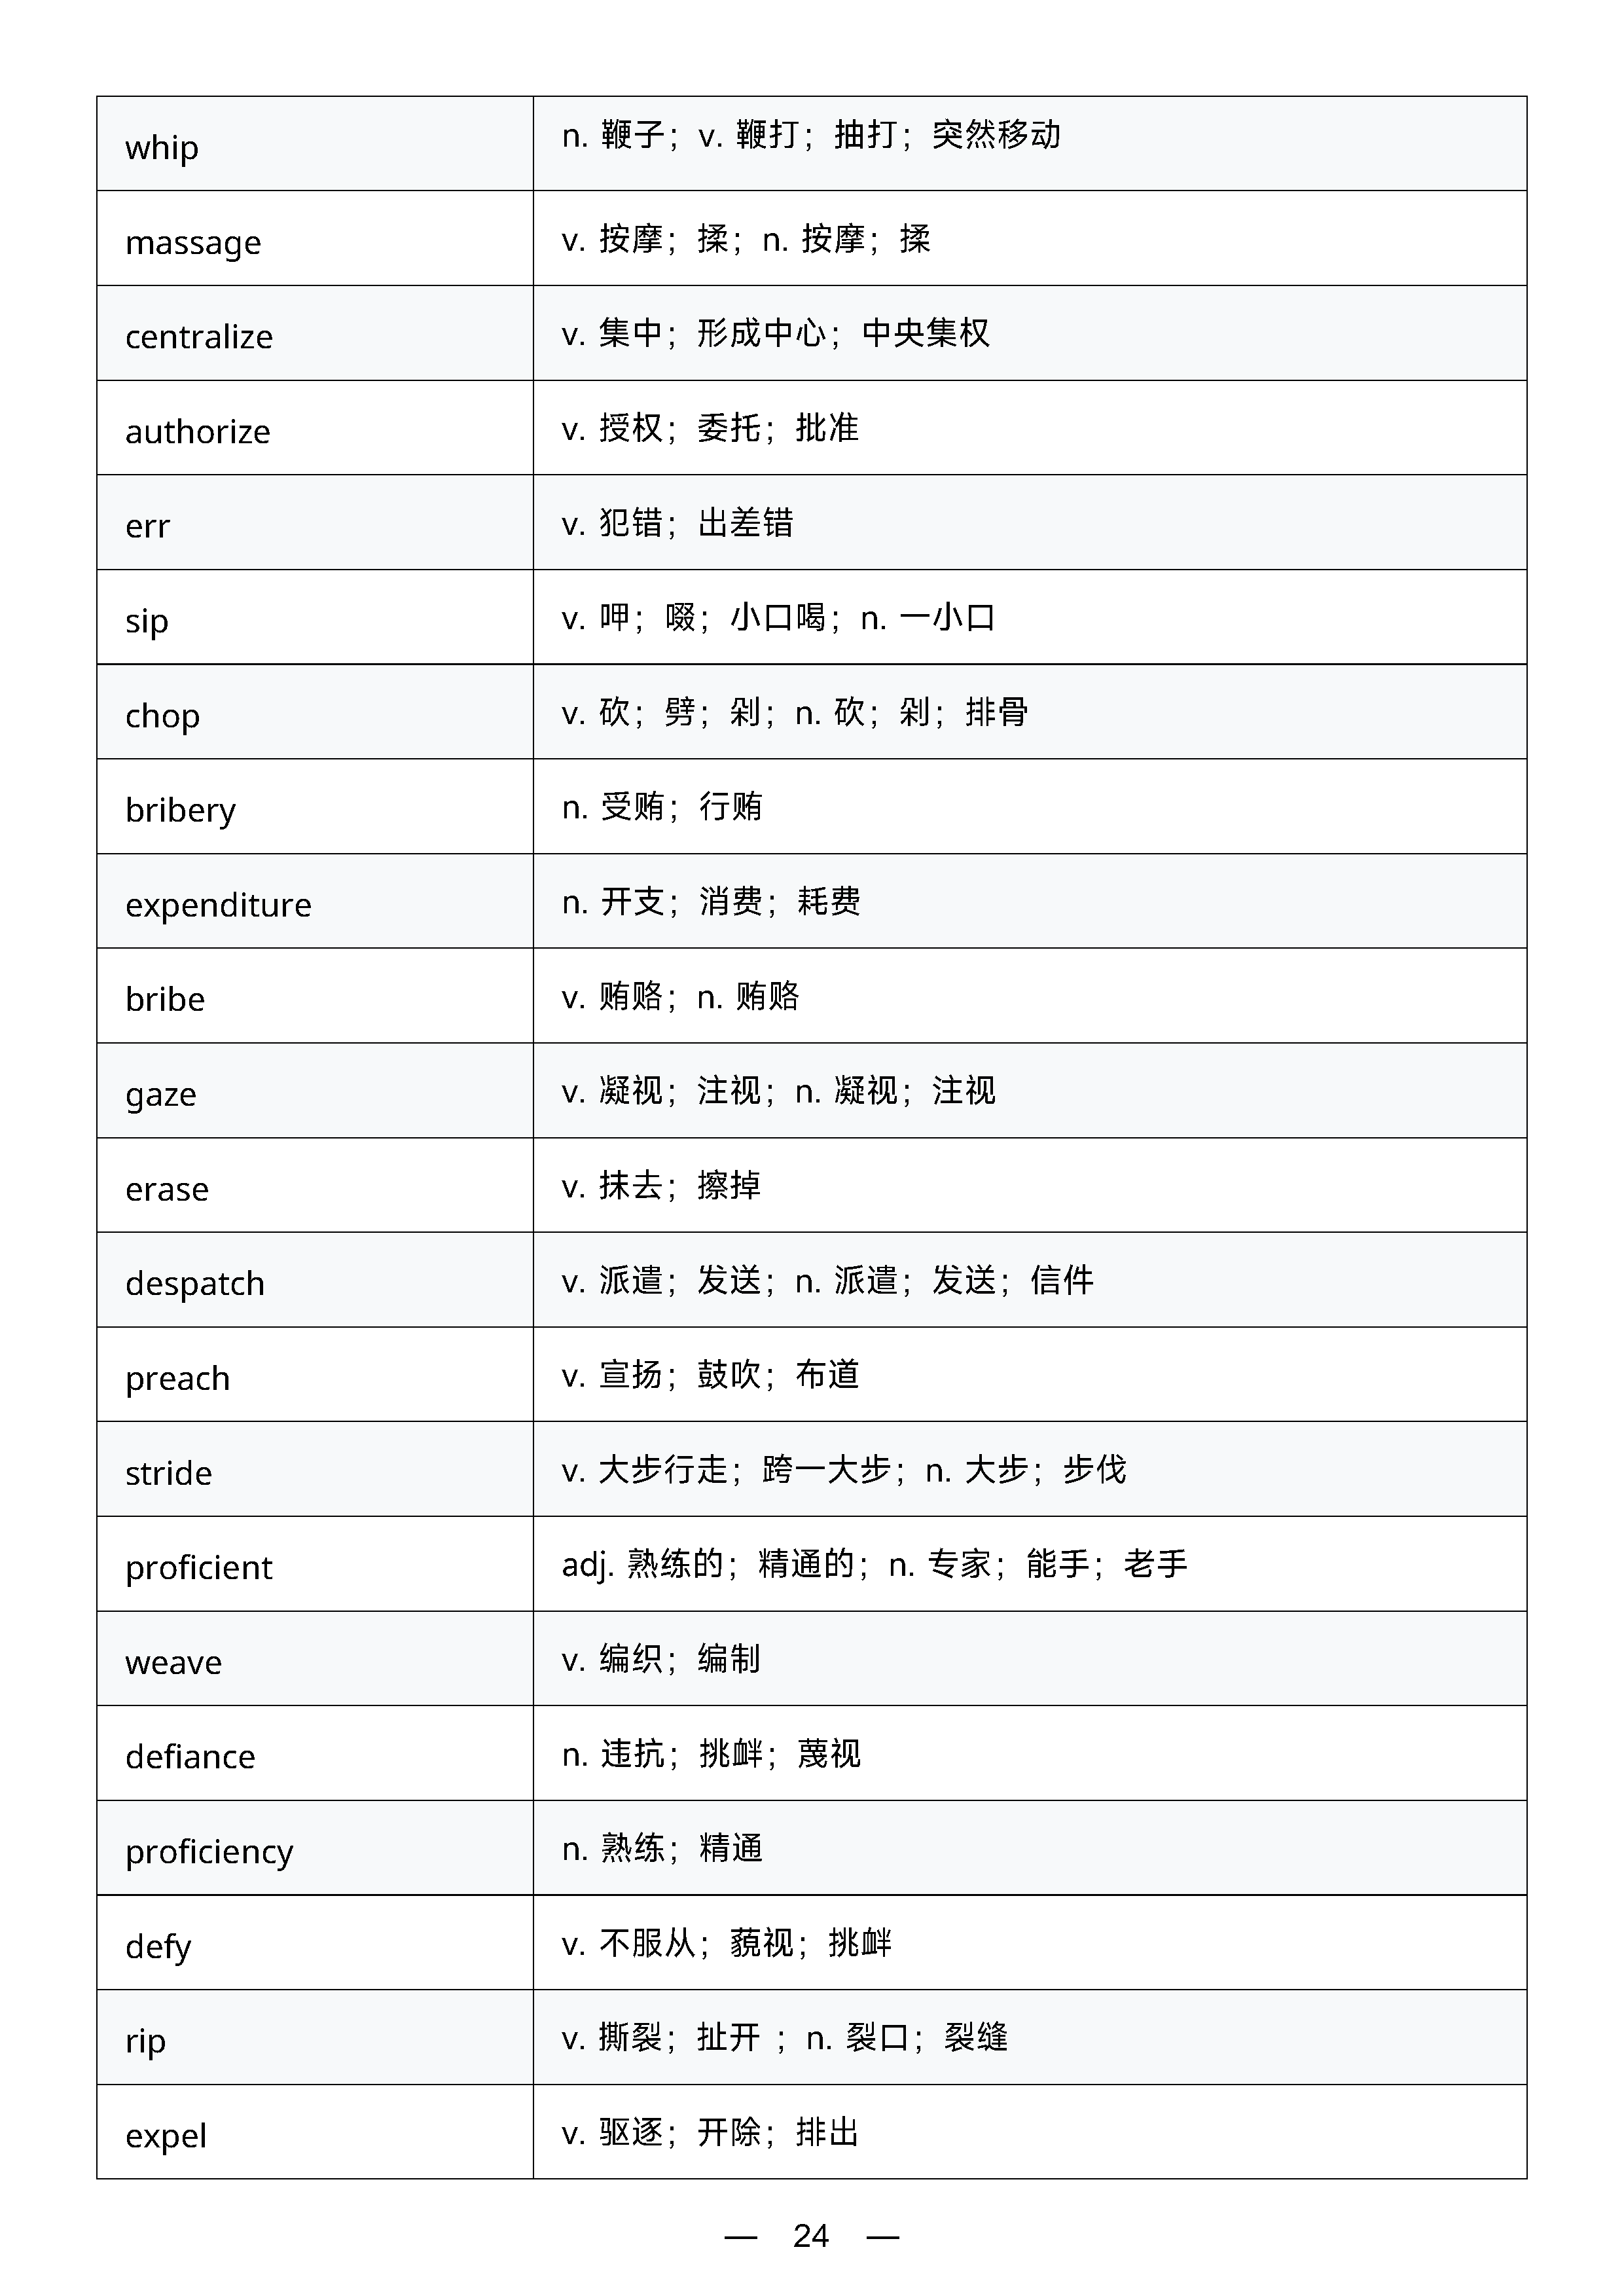 whip n. 鞭子；v. 鞭打；抽打；突然移动
massage v. 按摩；揉；n. 按摩；揉
centralize v. 集中；形成中心；中央集权
authorize v. 授权；委托；批准
err v. 犯错；出差错
sip v. 呷；啜；小口喝；n. 一小口
chop v. 砍；劈；剁；n. 砍；剁；排骨
bribery n. 受贿；行贿
expenditure n. 开支；消费；耗费
bribe v. 贿赂；n. 贿赂
gaze v. 凝视；注视；n. 凝视；注视
erase v. 抹去；擦掉
despatch v. 派遣；发送；n. 派遣；发送；信件
preach v. 宣扬；鼓吹；布道
stride v. 大步行走；跨一大步；n. 大步；步伐
proficient adj. 熟练的；精通的；n. 专家；能手；老手
weave v. 编织；编制
defiance n. 违抗；挑衅；蔑视
proficiency n. 熟练；精通
defy v. 不服从；藐视；挑衅
rip v. 撕裂；扯开 ；n. 裂口；裂缝
expel v. 驱逐；开除；排出
— 24 —